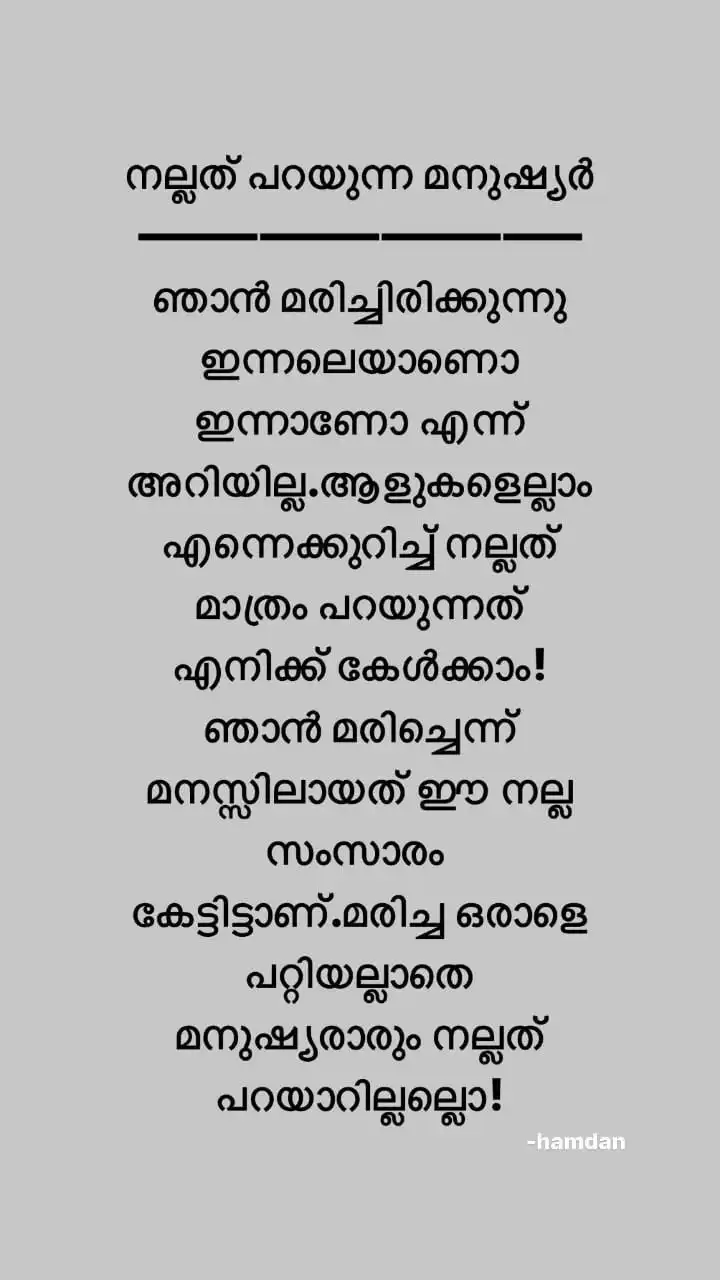 നല്ലത് പറയുന്ന മനുഷ്യർ
ഞാൻ മരിച്ചിരിക്കുന്നു
ഇന്നലെയാണൊ
ഇന്നാണോ എന്ന്
അറിയില്ല.ആളുകളെല്ലാം
എന്നെക്കുറിച്ച് നല്ലത്
മാത്രം പറയുന്നത്
എനിക്ക് കേൾക്കാം!
ഞാൻ മരിച്ചെന്ന്
മനസ്സിലായത് ഈ നല്ല
സംസാരം
കേട്ടിട്ടാണ്.മരിച്ച ഒരാളെ
പറ്റിയല്ലാതെ
മനുഷ്യരാരും നല്ലത്
പറയാറില്ലല്ലൊ!
-hamdan